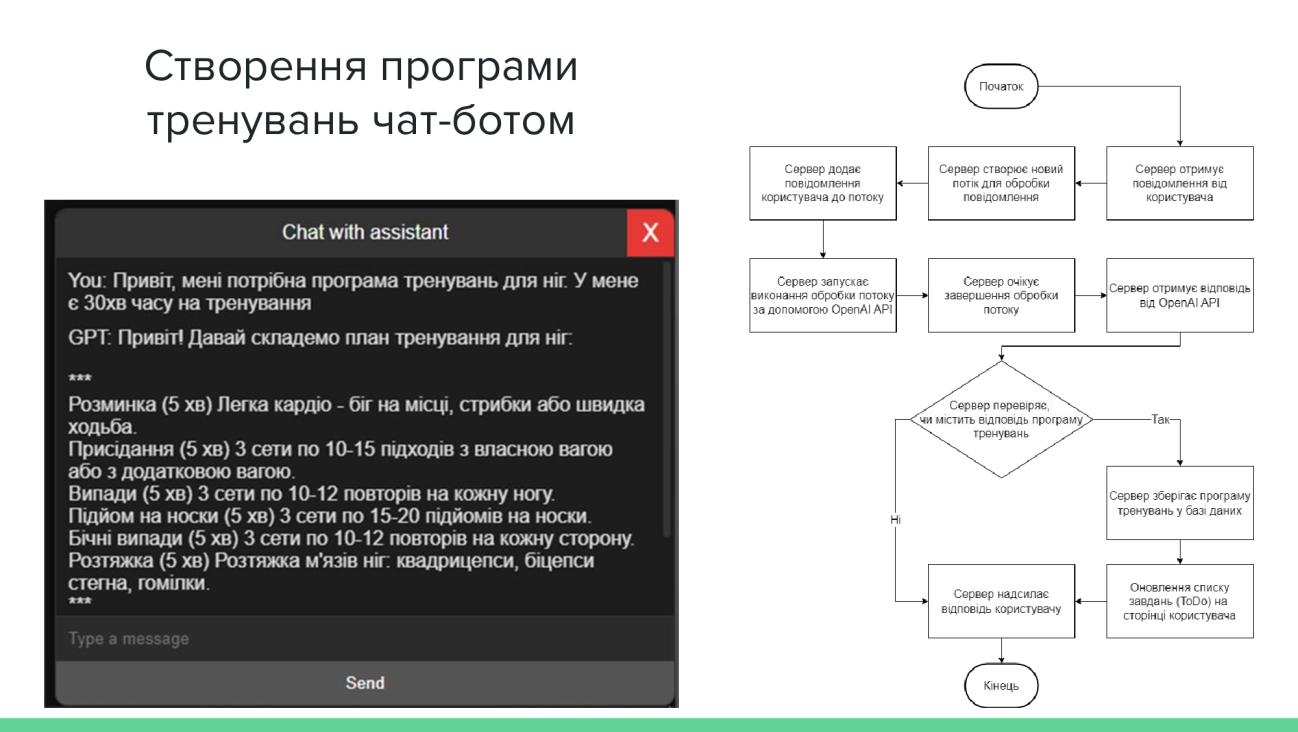 Створення програми
тренувань чат-ботом
Chat with assistant
X
You: Привіт, мені потрібна програма тренувань для ніг. У мене
є 30хв часу на тренування
GPT: Привіт! Давай складемо план тренування для ніг:
***
Розминка (5 хв) Легка кардіо - біг на місці, стрибки або швидка
ходьба.
Присідання (5 хв) 3 сети по 10-15 підходів з власною вагою
або з додатковою вагою.
Випади (5 хв) 3 сети по 10-12 повторів на кожну ногу.
Підйом на носки (5 хв) 3 сети по 15-20 підйомів на носки.
Бічні випади (5 хв) 3 сети по 10-12 повторів на кожну сторону.
Розтяжка (5 хв) Розтяжка м'язів ніг: квадрицепси, біцепси
стегна, гомілки.
***
Type a message
Send
Початок
Сервер отримує
повідомлення від
користувача
Сервер створює новий
потік для обробки
повідомлення
Сервер додає
повідомлення
користувача до потоку
Сервер запускає
виконання обробки потоку
за допомогою OpenAI API
Сервер очікує
завершення обробки
потоку
Сервер отримує відповідь
від OpenAI API
Сервер перевіряє,
чи містить відповідь програму
тренувань
Так
Ні
Сервер зберігає програму
тренувань у базі даних
Оновлення списку
завдань (ToDo) на
сторінці користувача
Сервер надсилає
відповідь користувачу
Кінець